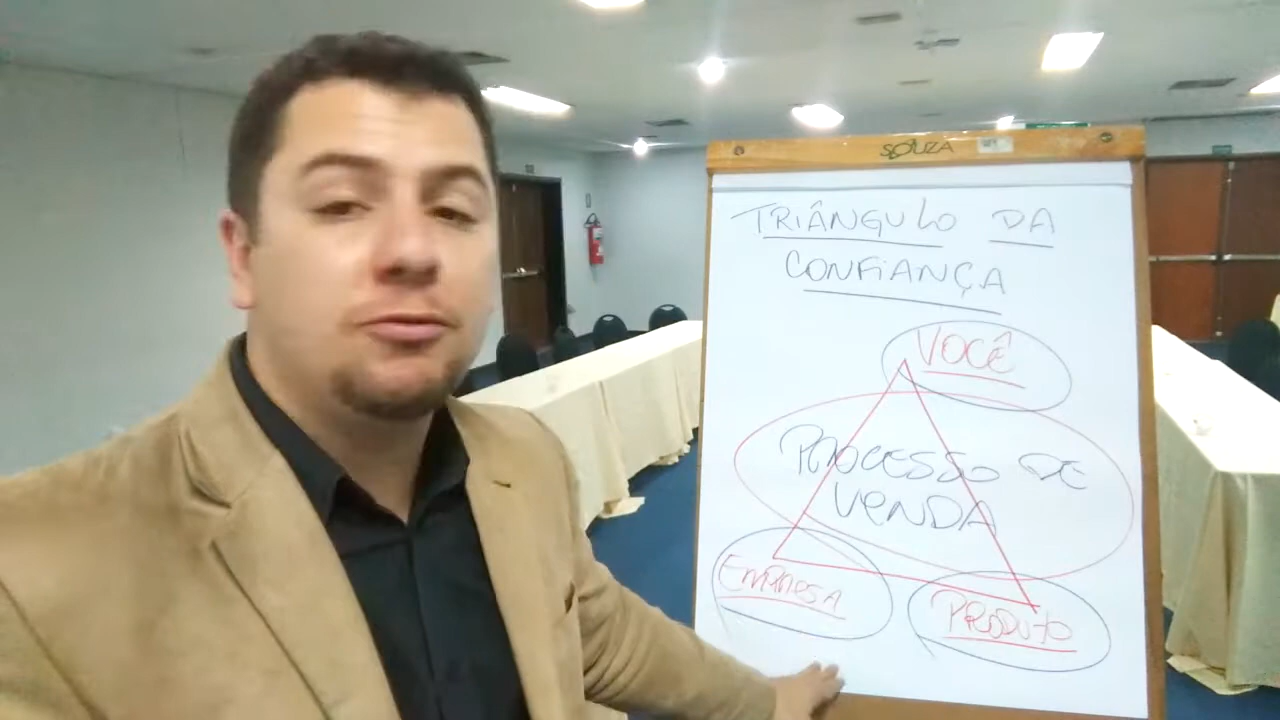 SOUZA
TRIÂNGULO DA
CONFIANÇA
VOCÊ
PROCESSO DE
VENDA
EMPRESA
PRODUTO